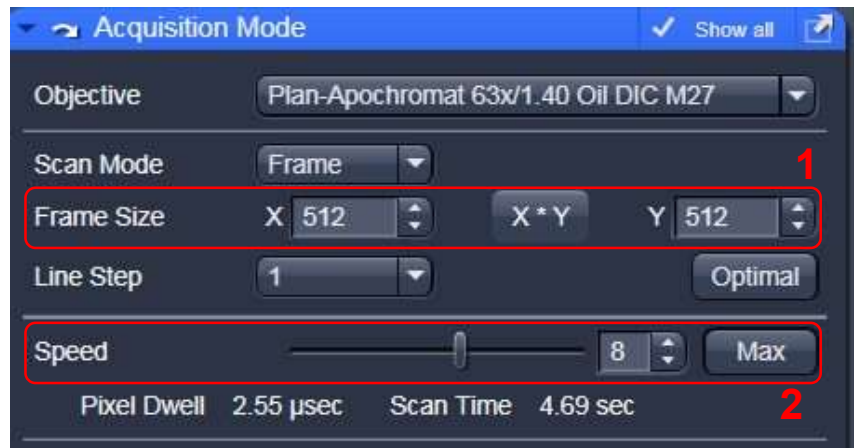 Acquisition Mode Show all
Objective Plan-Apochromat 63x/1.40 Oil DIC M27
Scan Mode Frame 1
Frame Size X 512 X * Y Y 512
Line Step 1 Optimal
Speed 8 Max
Pixel Dwell 2.55 µsec Scan Time 4.69 sec 2